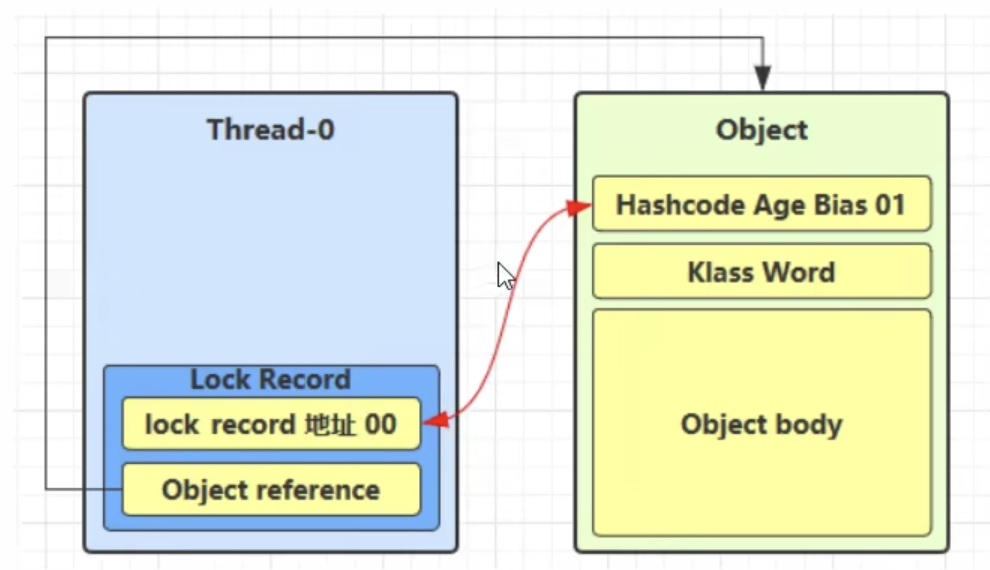 Thread-0
Lock Record
lock record 地址 00
Object reference
Object
Hashcode Age Bias 01
Klass Word
Object body